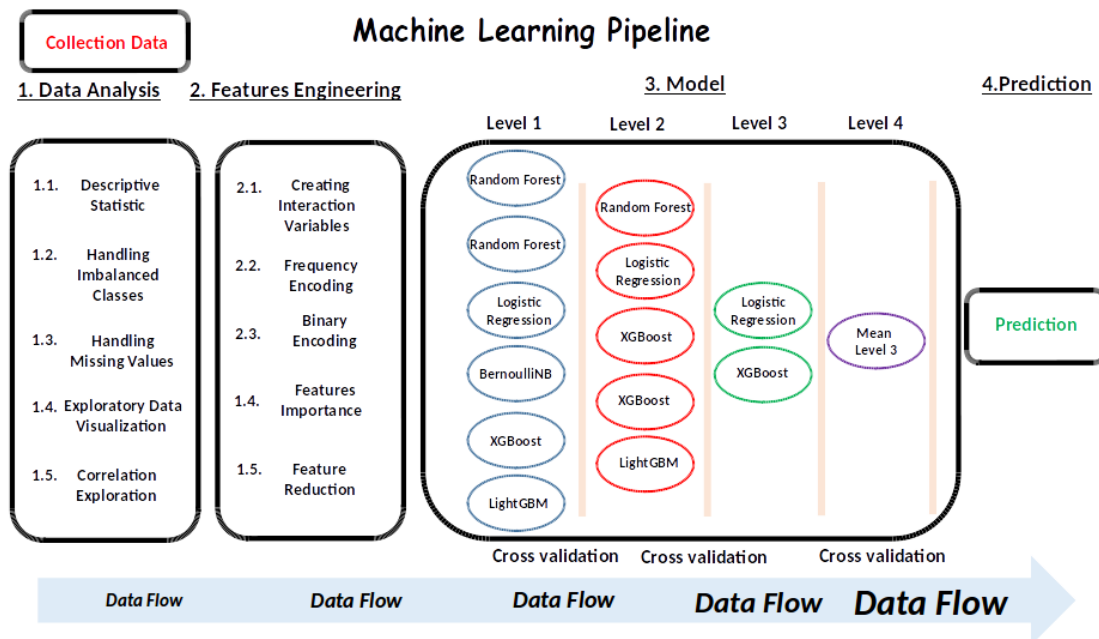 Machine Learning Pipeline
Collection Data
1. Data Analysis
1.1. Descriptive
Statistic
1.2. Handling
Imbalanced
Classes
1.3. Handling
Missing Values
1.4. Exploratory Data
Visualization
1.5. Correlation
Exploration
2. Features Engineering
2.1. Creating
Interaction
Variables
2.2. Frequency
Encoding
2.3. Binary
Encoding
1.4. Features
Importance
1.5. Feature
Reduction
3. Model
Level 1
Random Forest
Random Forest
Logistic
Regression
BernoulliNB
XGBoost
LightGBM
Level 2
Random Forest
Logistic
Regression
XGBoost
XGBoost
LightGBM
Level 3
Logistic
Regression
XGBoost
Level 4
Mean
Level 3
Cross validation
Cross validation
Cross validation
4.Prediction
Prediction
Data Flow
Data Flow
Data Flow
Data Flow
Data Flow